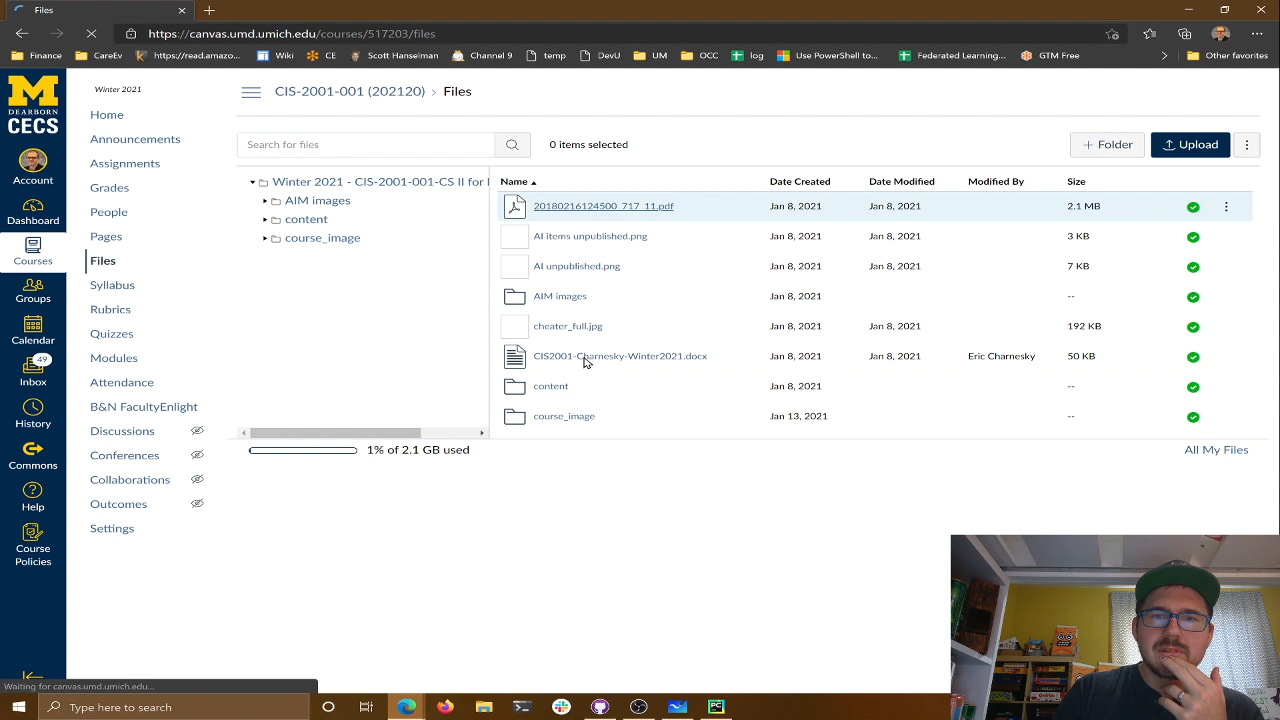 Files
https://canvas.umd.umich.edu/courses/517203/files
Finance
CareEv
https://read.amazo...
Wiki
CE
Scott Hanselman
Channel 9
temp
DevU
UM
OCC
log
Use PowerShell to...
Federated Learning...
GTM Free
Other favorites
M
DEARBORN
CECS
Account
Dashboard
Courses
Groups
Calendar
49
Inbox
History
Commons
Help
Course
Policies
Winter 2021
Home
Announcements
Assignments
Grades
People
Pages
Files
Syllabus
Rubrics
Quizzes
Modules
Attendance
B&N FacultyEnlight
Discussions
Conferences
Collaborations
Outcomes
Settings
CIS-2001-001 (202120) > Files
Search for files
0 items selected
+ Folder
Upload
Winter 2021 - CIS-2001-001-CS II for I
AIM images
content
course_image
Name Date Created Date Modified Modified By Size
20180216124500_717_11.pdf Jan 8, 2021 Jan 8, 2021 2.1 MB
AI items unpublished.png Jan 8, 2021 Jan 8, 2021 3 KB
AI unpublished.png Jan 8, 2021 Jan 8, 2021 7 KB
AIM images Jan 8, 2021 --
cheater_full.jpg Jan 8, 2021 Jan 8, 2021 192 KB
CIS2001-Charnesky-Winter2021.docx Jan 8, 2021 Jan 8, 2021 Eric Charnesky 50 KB
content Jan 8, 2021 --
course_image Jan 13, 2021 --
1% of 2.1 GB used
All My Files
Waiting for canvas.umd.umich.edu...
Type here to search